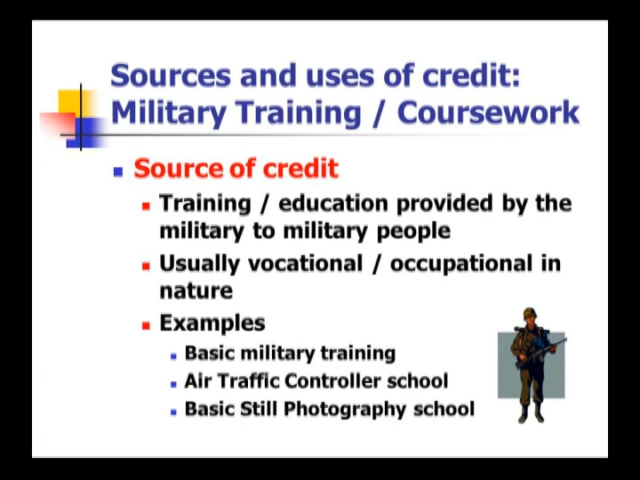 Sources and uses of credit:
Military Training / Coursework
Source of credit
Training / education provided by the
military to military people
Usually vocational / occupational in
nature
Examples
Basic military training
Air Traffic Controller school
Basic Still Photography school